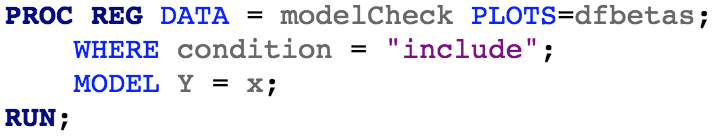 PROC REG DATA = modelCheck PLOTS=dfbetas;
WHERE condition = "include";
MODEL Y = x;
RUN;